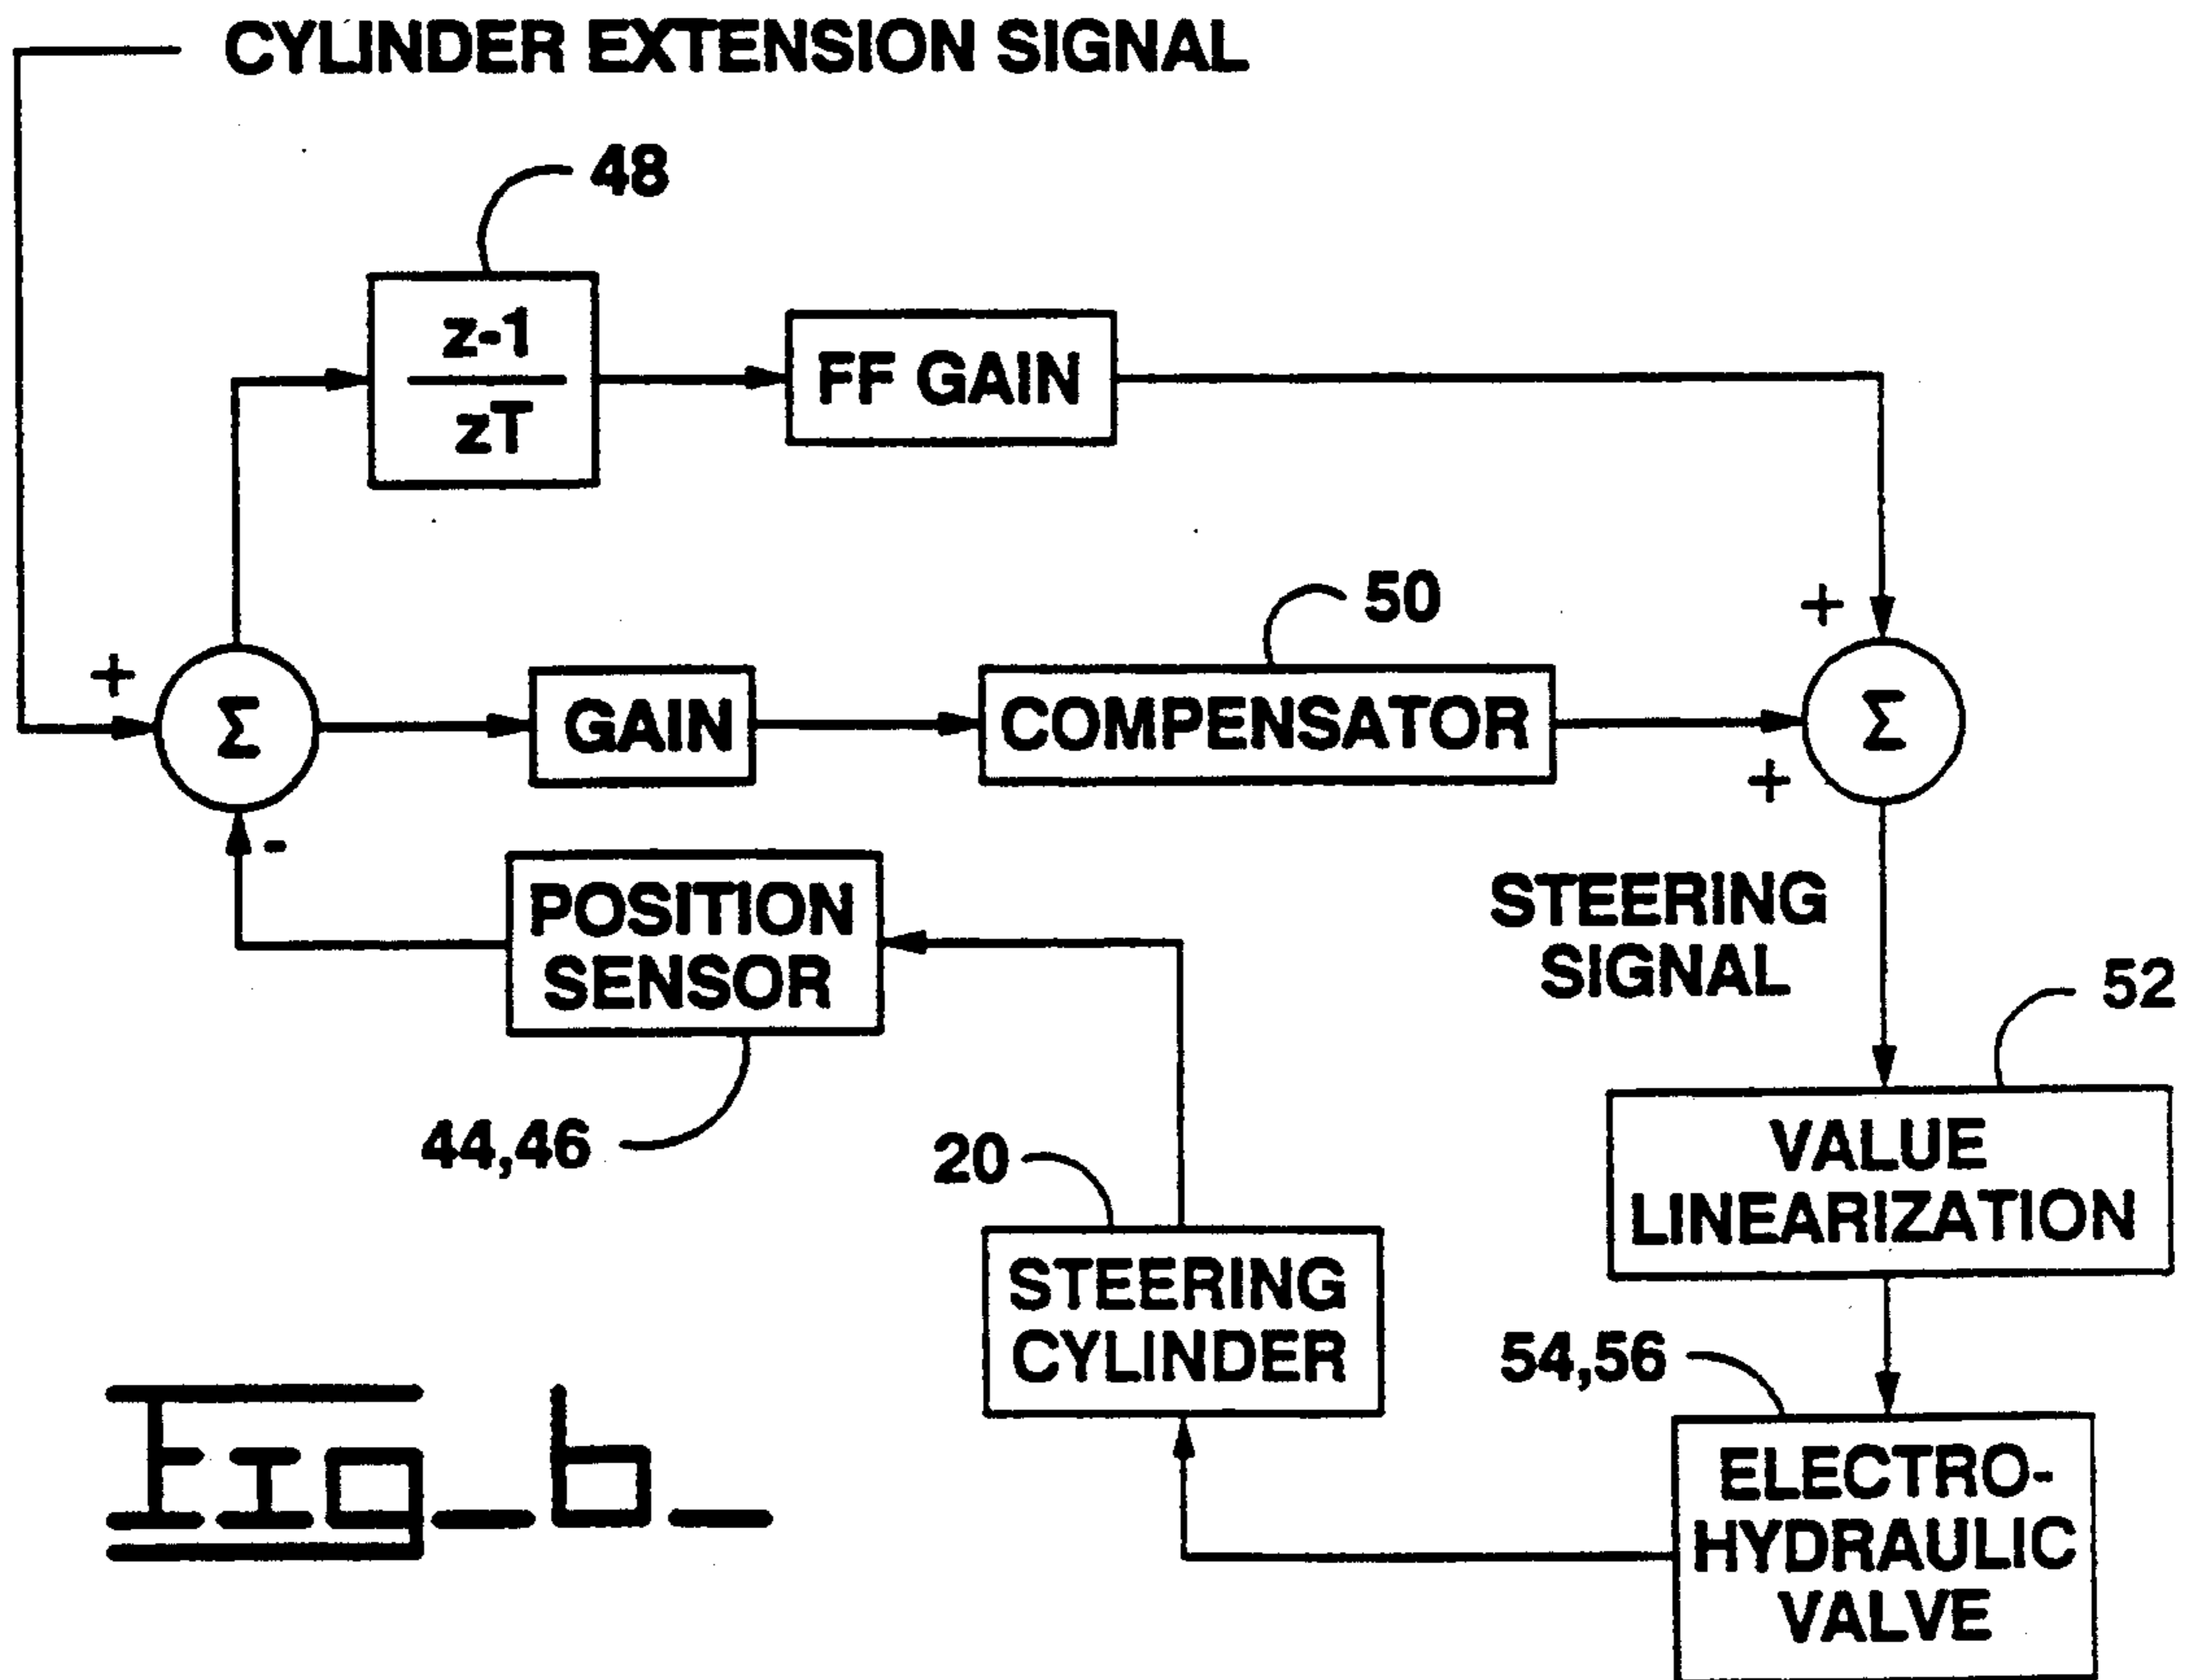 CYLINDER EXTENSION SIGNAL
48
z-1
zT
FF GAIN
50
+
+
Σ
GAIN
COMPENSATOR
Σ
+
-
POSITION
SENSOR
STEERING
SIGNAL
52
44,46
20
VALUE
LINEARIZATION
STEERING
CYLINDER
54,56
ELECTRO-
HYDRAULIC
VALVE
Fig_6_